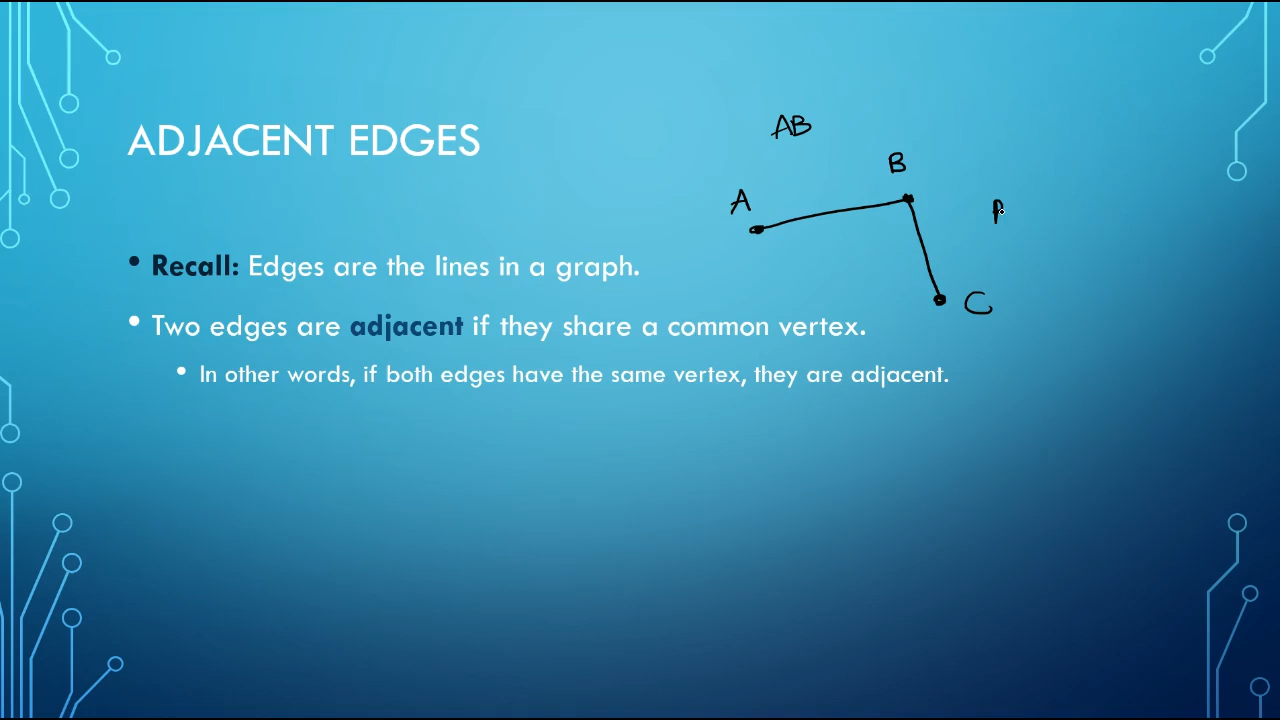 ADJACENT EDGES
AB
B
A
C
• Recall: Edges are the lines in a graph.
• Two edges are adjacent if they share a common vertex.
• In other words, if both edges have the same vertex, they are adjacent.